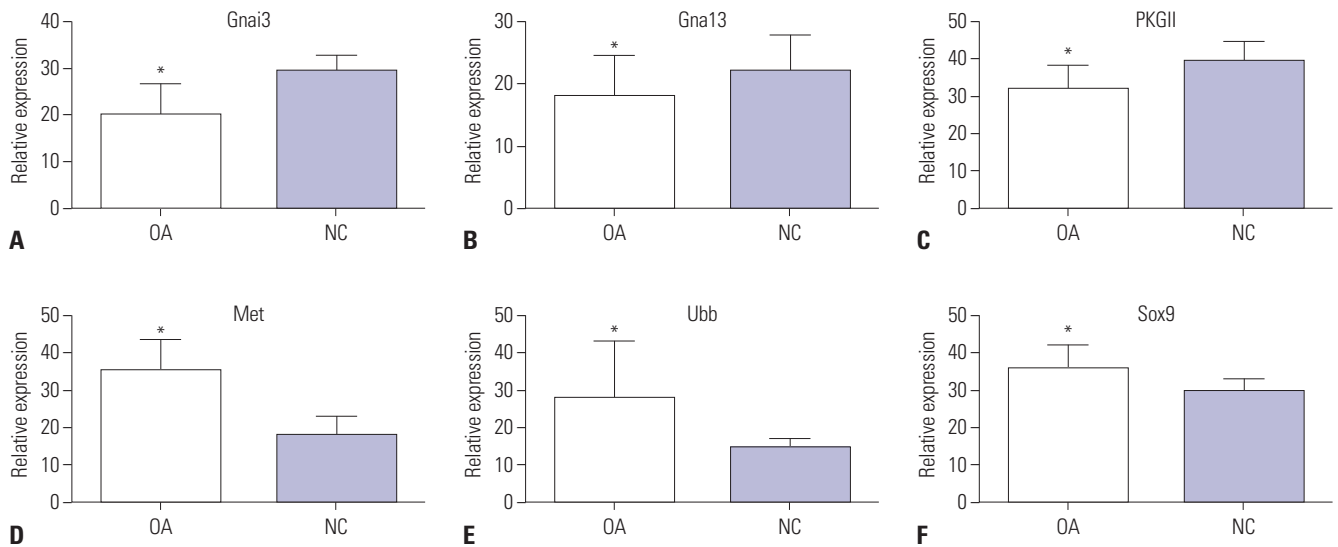 Gnai3
Relative expression
40
30
20
10
0
*
OA
NC
A
Gna13
Relative expression
30
20
10
0
*
OA
NC
B
PKGII
Relative expression
50
40
30
20
10
0
*
OA
NC
C
Met
Relative expression
50
40
30
20
10
0
*
OA
NC
D
Ubb
Relative expression
50
40
30
20
10
0
*
OA
NC
E
Sox9
Relative expression
50
40
30
20
10
0
*
OA
NC
F